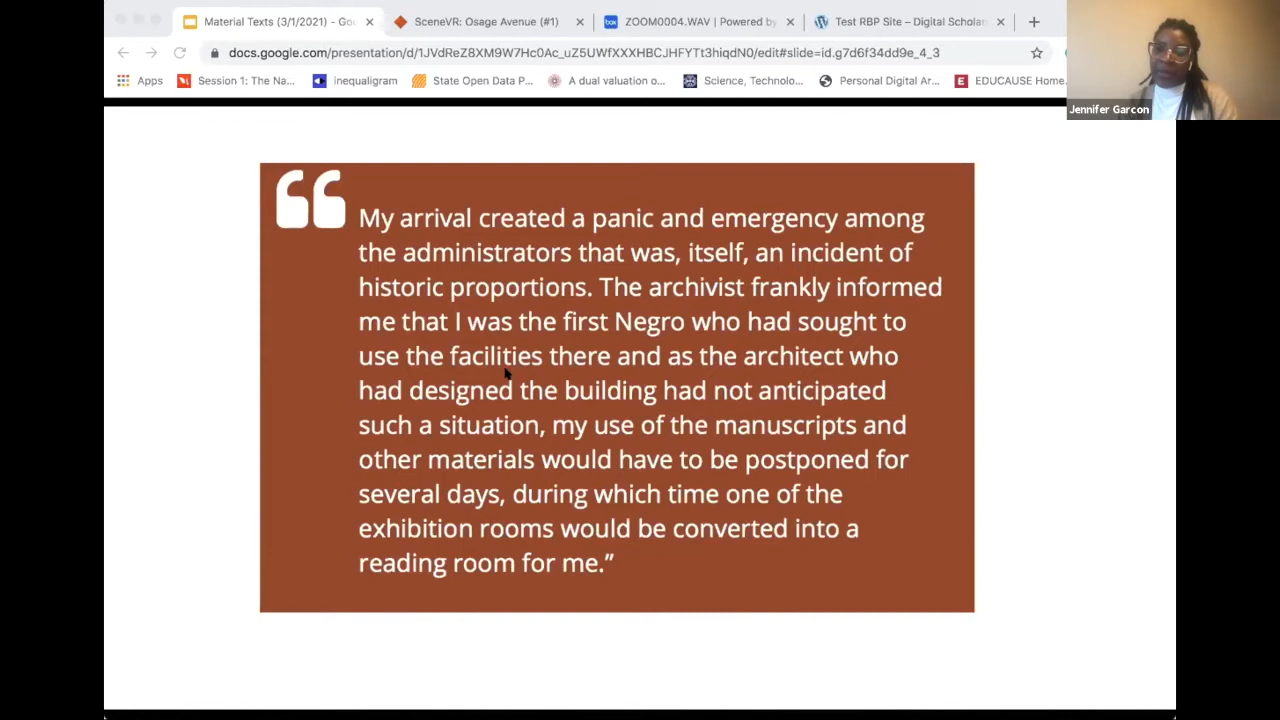 Material Texts (3/1/2021) - Go
SceneVR: Osage Avenue (#1)
ZOOM0004.WAV | Powered by
Test RBP Site – Digital Scholar
docs.google.com/presentation/d/1JVdReZ8XM9W7Hc0Ac_uZ5UWfXXXHBCJHFYTt3hiqdN0/edit#slide=id.g7d6f34dd9e_4_3
Apps
Session 1: The Na...
inequaligram
State Open Data P...
A dual valuation o...
Science, Technolo...
Personal Digital Ar...
EDUCAUSE Home.
Jennifer Garcon
“
My arrival created a panic and emergency among
the administrators that was, itself, an incident of
historic proportions. The archivist frankly informed
me that I was the first Negro who had sought to
use the facilities there and as the architect who
had designed the building had not anticipated
such a situation, my use of the manuscripts and
other materials would have to be postponed for
several days, during which time one of the
exhibition rooms would be converted into a
reading room for me.”